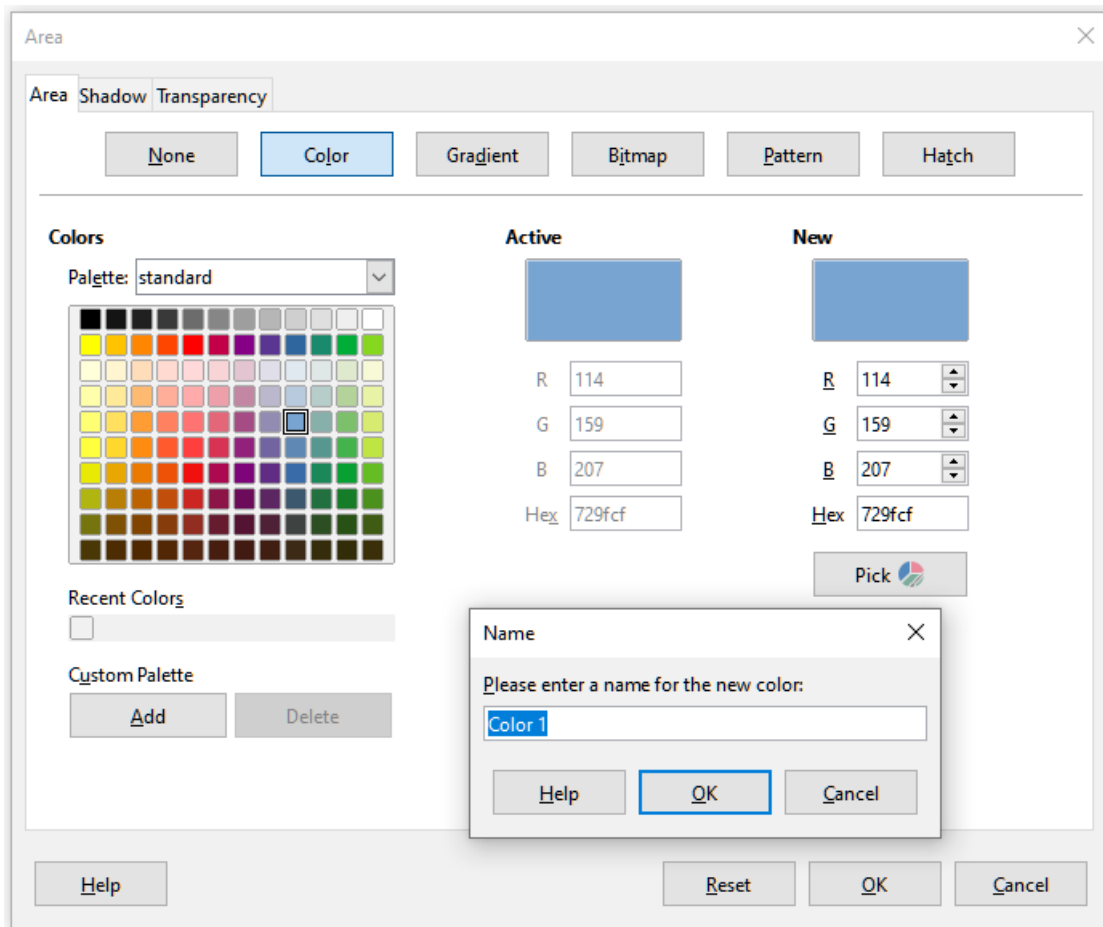 Area
Area Shadow Transparency
None Color Gradient Bitmap Pattern Hatch
Colors Active New
Palette: standard
R 114 R 114
G 159 G 159
B 207 B 207
Hex 729fcf Hex 729fcf
Pick
Recent Colors
Custom Palette
Add Delete
Name
Please enter a name for the new color:
Color 1
Help OK Cancel
Help Reset OK Cancel